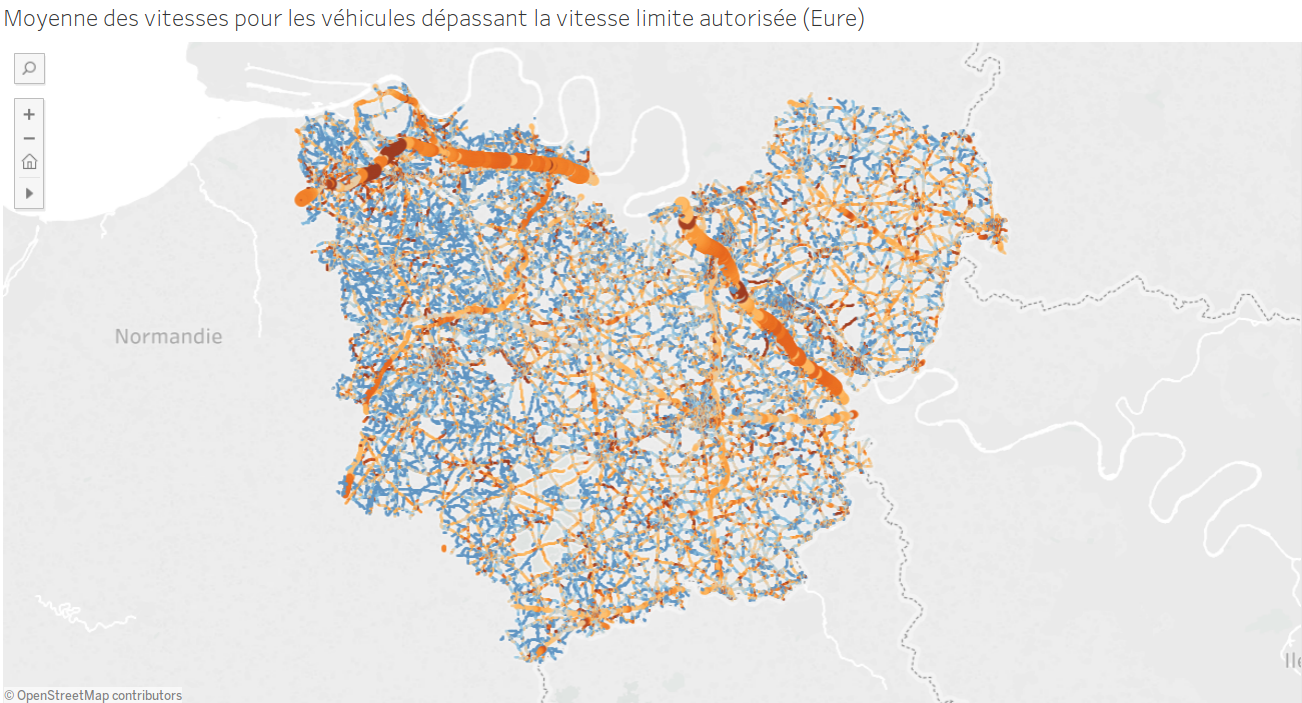 Moyenne des vitesses pour les véhicules dépassant la vitesse limite autorisée (Eure)
Normandie
Ile
© OpenStreetMap contributors